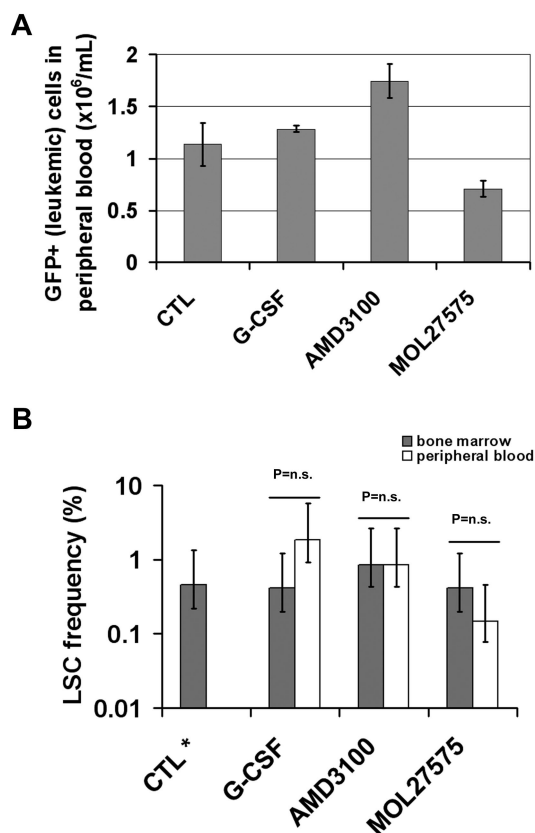 A
GFP+ (leukemic) cells in
peripheral blood (x10⁶/mL)
2
1.5
1
0.5
0
CTL
G-CSF
AMD3100
MOL27575
B
bone marrow
peripheral blood
LSC frequency (%)
10
1
0.1
0.01
P=n.s.
P=n.s.
P=n.s.
CTL *
G-CSF
AMD3100
MOL27575